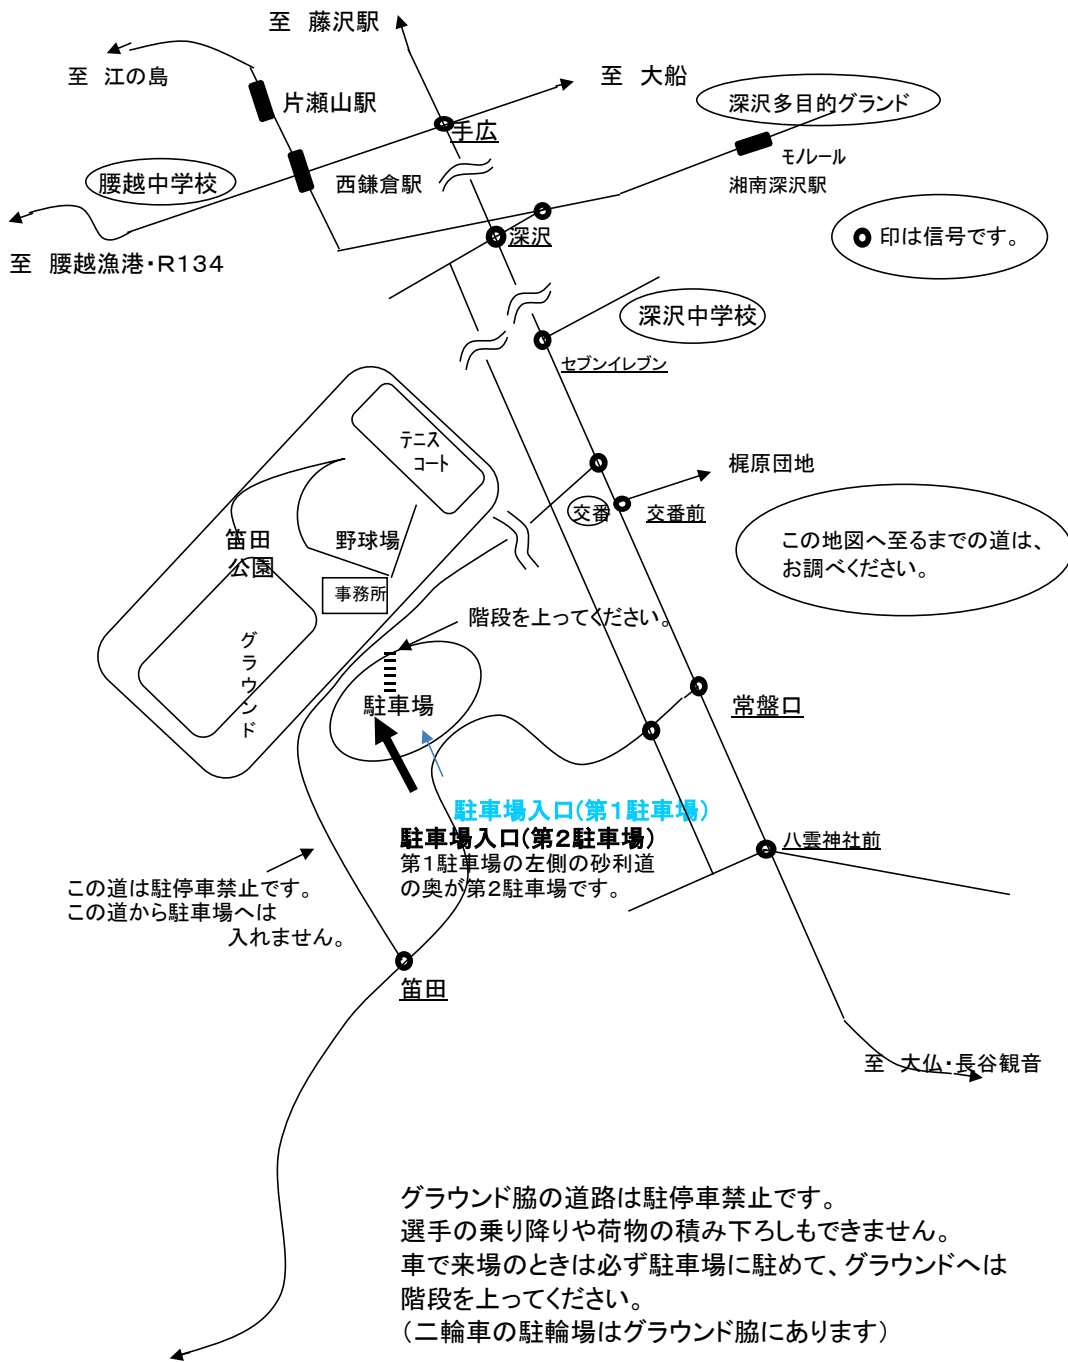 至　藤沢駅
至　江の島
至　大船
片瀬山駅
深沢多目的グランド
手広
モノレール
湘南深沢駅
腰越中学校
西鎌倉駅
深沢
印は信号です。
至　腰越漁港・R134
深沢中学校
セブンイレブン
テニス
コート
梶原団地
交番
交番前
笛田
公園
野球場
この地図へ至るまでの道は、
お調べください。
事務所
階段を上ってください。
グラウンド
駐車場
常盤口
駐車場入口(第1駐車場)
駐車場入口(第2駐車場)
第1駐車場の左側の砂利道
の奥が第2駐車場です。
八雲神社前
この道は駐停車禁止です。
この道から駐車場へは
入れません。
笛田
至　大仏・長谷観音
グラウンド脇の道路は駐停車禁止です。
選手の乗り降りや荷物の積み下ろしもできません。
車で来場のときは必ず駐車場に駐めて、グラウンドへは
階段を上ってください。
（二輪車の駐輪場はグラウンド脇にあります）